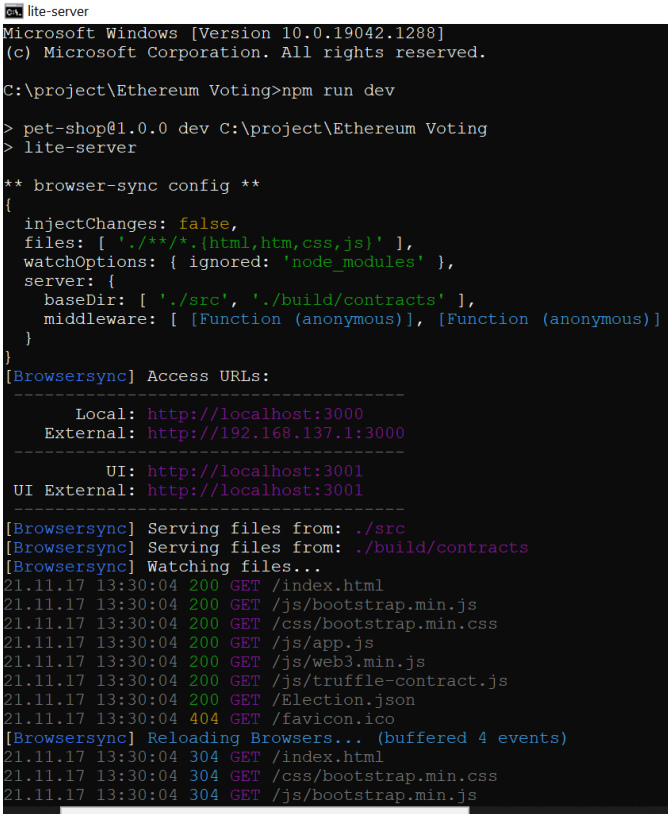 lite-server
Microsoft Windows [Version 10.0.19042.1288]
(c) Microsoft Corporation. All rights reserved.
C:\project\Ethereum Voting>npm run dev
> pet-shop@1.0.0 dev C:\project\Ethereum Voting
> lite-server
** browser-sync config **
{
  injectChanges: false,
  files: [ './**/*.{html,htm,css,js}' ],
  watchOptions: { ignored: 'node_modules' },
  server: {
    baseDir: [ './src', './build/contracts' ],
    middleware: [ [Function (anonymous)], [Function (anonymous)]
  }
}
[Browsersync] Access URLs:
 --------------------------------------
       Local: http://localhost:3000
    External: http://192.168.137.1:3000
 --------------------------------------
          UI: http://localhost:3001
 UI External: http://localhost:3001
 --------------------------------------
[Browsersync] Serving files from: ./src
[Browsersync] Serving files from: ./build/contracts
[Browsersync] Watching files...
21.11.17 13:30:04 200 GET /index.html
21.11.17 13:30:04 200 GET /js/bootstrap.min.js
21.11.17 13:30:04 200 GET /css/bootstrap.min.css
21.11.17 13:30:04 200 GET /js/app.js
21.11.17 13:30:04 200 GET /js/web3.min.js
21.11.17 13:30:04 200 GET /js/truffle-contract.js
21.11.17 13:30:04 200 GET /Election.json
21.11.17 13:30:04 404 GET /favicon.ico
[Browsersync] Reloading Browsers... (buffered 4 events)
21.11.17 13:30:04 304 GET /index.html
21.11.17 13:30:04 304 GET /css/bootstrap.min.css
21.11.17 13:30:04 304 GET /js/bootstrap.min.js